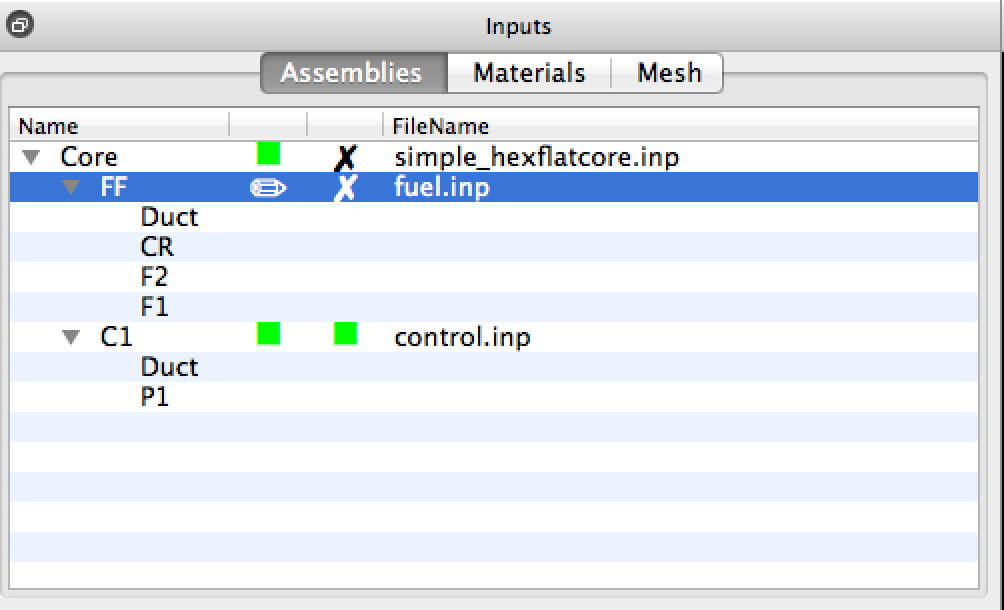 Inputs
Assemblies Materials Mesh
Name FileName
Core simple_hexflatcore.inp
FF fuel.inp
Duct
CR
F2
F1
C1 control.inp
Duct
P1